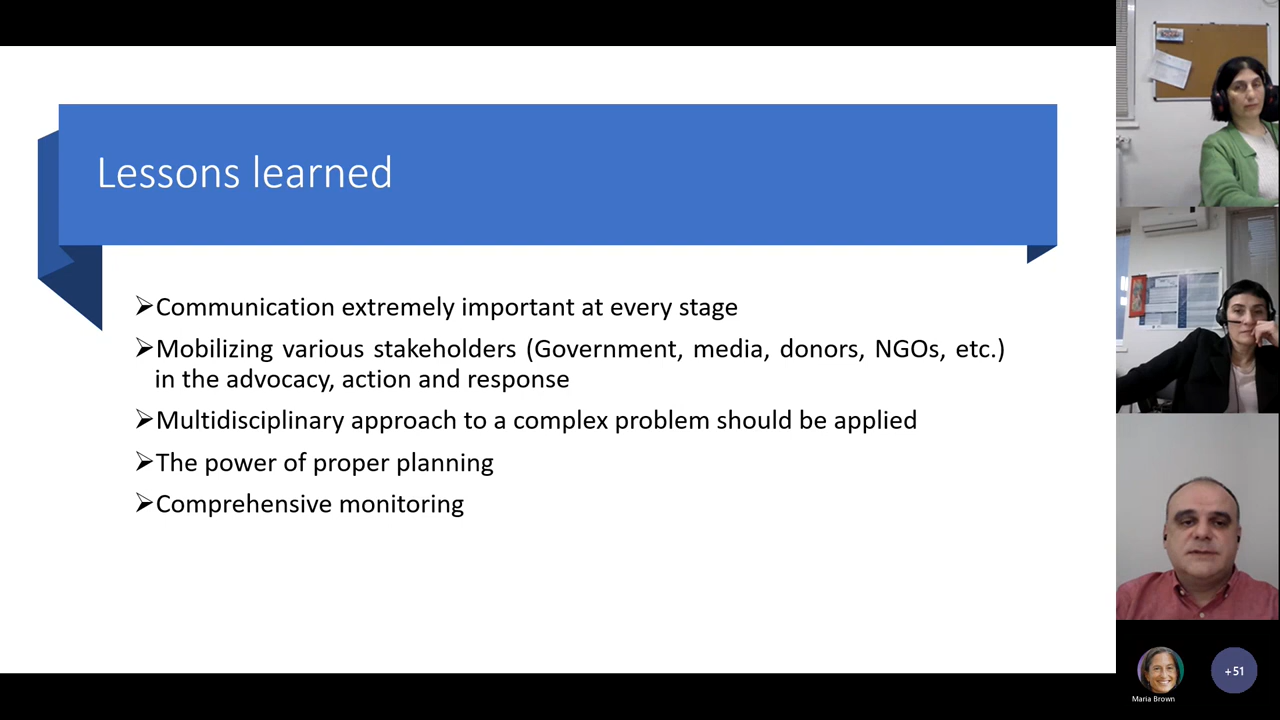 Lessons learned
➢Communication extremely important at every stage
➢Mobilizing various stakeholders (Government, media, donors, NGOs, etc.)
in the advocacy, action and response
➢Multidisciplinary approach to a complex problem should be applied
➢The power of proper planning
➢Comprehensive monitoring
Maria Brown
+51